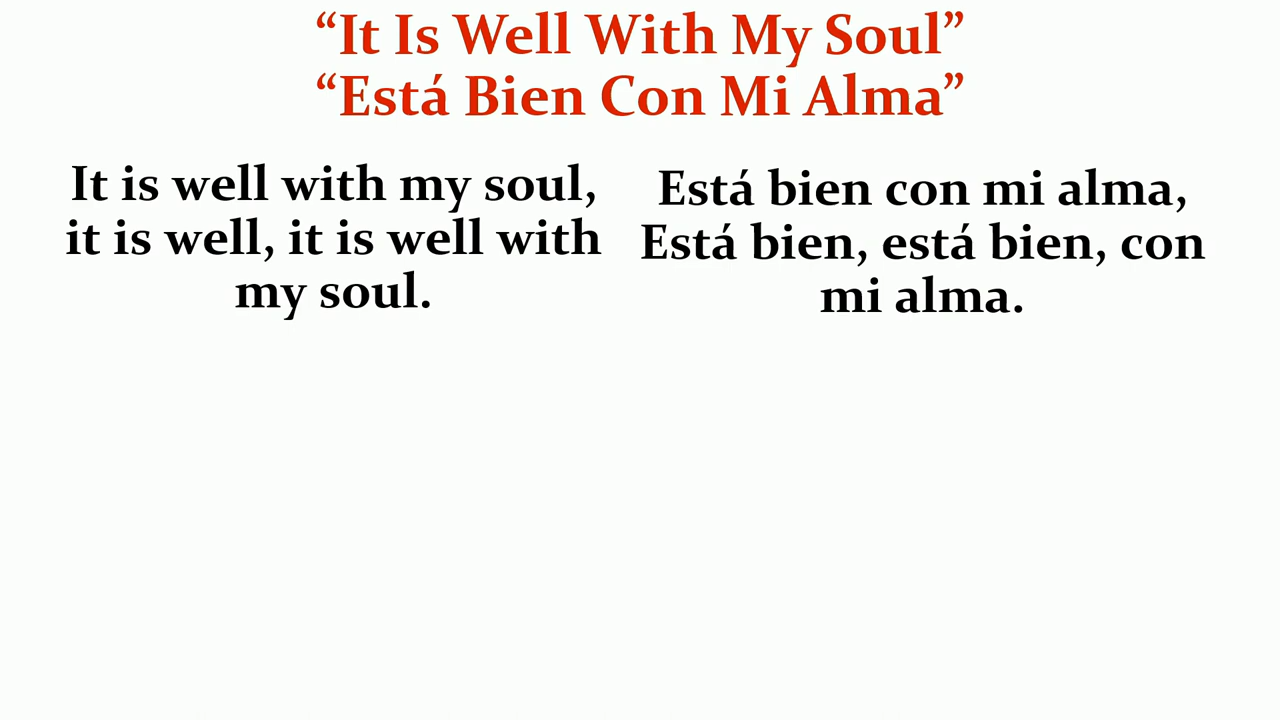 “It Is Well With My Soul”
“Está Bien Con Mi Alma”
It is well with my soul,
it is well, it is well with
my soul.
Está bien con mi alma,
Está bien, está bien, con
mi alma.